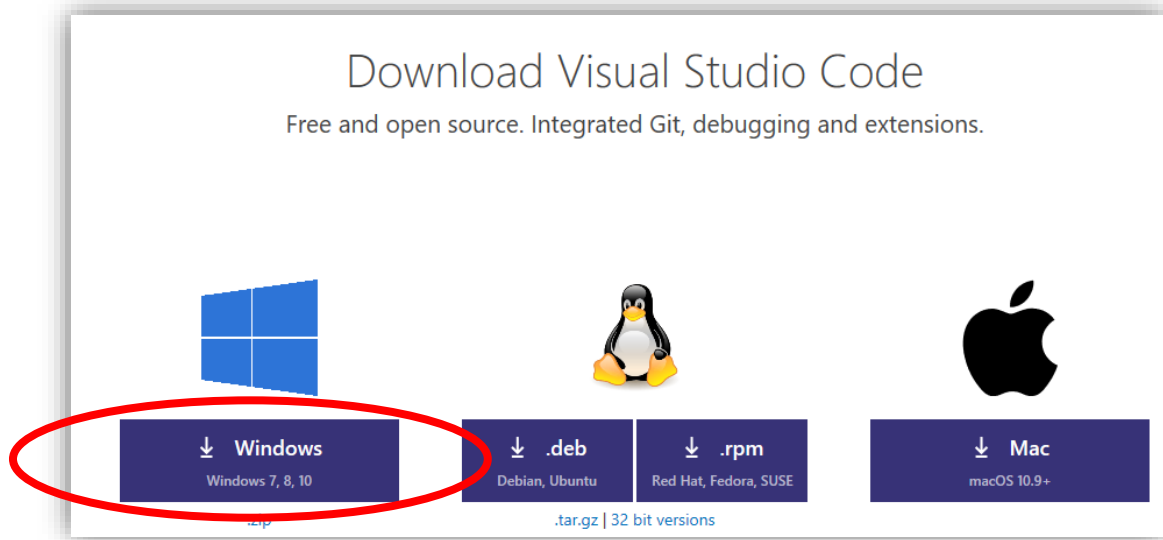 Download Visual Studio Code
Free and open source. Integrated Git, debugging and extensions.
Windows
Windows 7, 8, 10
.deb
Debian, Ubuntu
.rpm
Red Hat, Fedora, SUSE
Mac
macOS 10.9+
.zip
.tar.gz | 32 bit versions